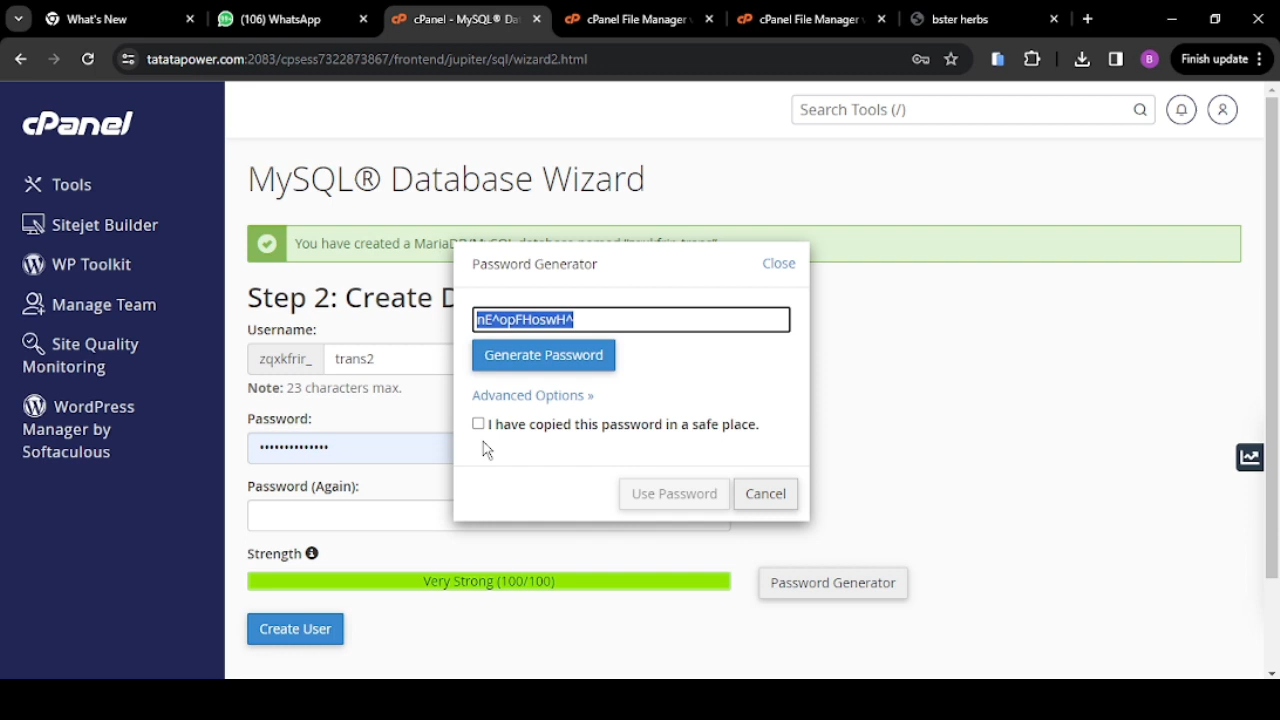 What's New
(106) WhatsApp
cPanel - MySQL® Da
cPanel File Manager
cPanel File Manager
bster herbs
tatatapower.com:2083/cpsess7322873867/frontend/jupiter/sql/wizard2.html
B
Finish update
cPanel
Search Tools (/)
Tools
Sitejet Builder
WP Toolkit
Manage Team
Site Quality
Monitoring
WordPress
Manager by
Softaculous
MySQL® Database Wizard
You have created a
Password Generator
Close
Step 2: Create
nE^opFHoswH^
Username:
zqxkfrir_
trans2
Generate Password
Note: 23 characters max.
Advanced Options »
Password:
I have copied this password in a safe place.
Password (Again):
Use Password
Cancel
Strength
Very Strong (100/100)
Password Generator
Create User